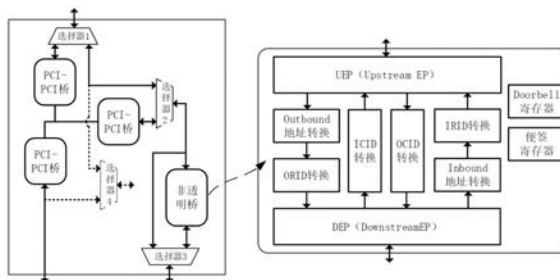 选择器1
PCI-
PCI桥
PCI-
PCI桥
选择器2
PCI-
PCI桥
选择器4
非透
明桥
选择器3
UEP（Upstream EP）
Outbound
地址转换
ORID转换
ICID
转换
OCID
转换
IRID转换
Inbound
地址转换
DEP（DownstreamEP）
Doorbell
寄存器
便签
寄存器